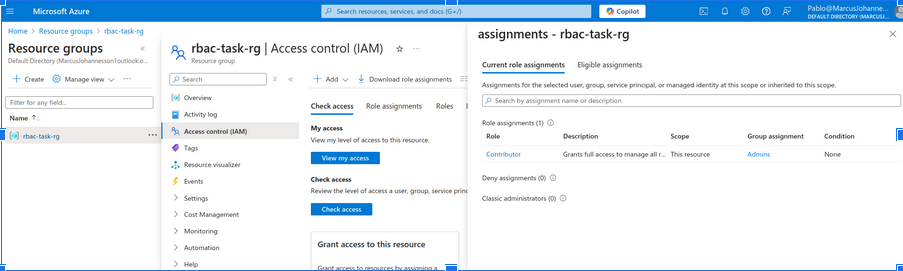 Microsoft Azure
Search resources, services, and docs (G+/)
Copilot
Pablo@MarcusJohanne...
DEFAULT DIRECTORY (MARCUSJ...
Home > Resource groups > rbac-task-rg
Resource groups
Default Directory (MarcusJohannesson1outlook.o...
+ Create
Manage view
...
Filter for any field...
Name ↑↓
rbac-task-rg
...
rbac-task-rg | Access control (IAM)
...
Resource group
Search
Overview
Activity log
Access control (IAM)
Tags
Resource visualizer
Events
Settings
Cost Management
Monitoring
Automation
Help
+ Add
Download role assignments
Check access
Role assignments
Roles
My access
View my level of access to this resource.
View my access
Check access
Review the level of access a user, group, service princ
Check access
Grant access to this resource
Grant access to resources by assigning a
assignments - rbac-task-rg
Current role assignments
Eligible assignments
Assignments for the selected user, group, service principal, or managed identity at this scope or inherited to this scope.
Search by assignment name or description
Role assignments (1)
Role Description Scope Group assignment Condition
Contributor Grants full access to manage all r... This resource Admins None
Deny assignments (0)
Classic administrators (0)